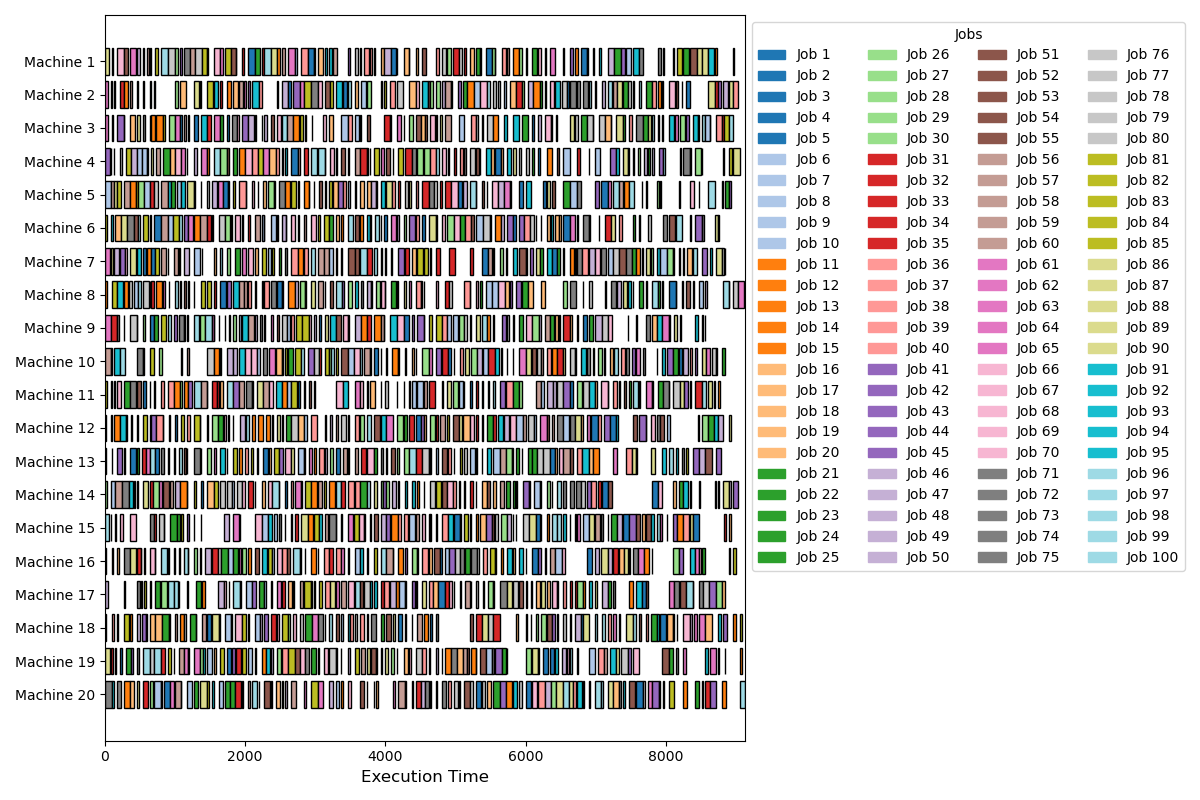 Machine 1
Machine 2
Machine 3
Machine 4
Machine 5
Machine 6
Machine 7
Machine 8
Machine 9
Machine 10
Machine 11
Machine 12
Machine 13
Machine 14
Machine 15
Machine 16
Machine 17
Machine 18
Machine 19
Machine 20
0 2000 4000 6000 8000
Execution Time
Jobs
Job 1 Job 26 Job 51 Job 76
Job 2 Job 27 Job 52 Job 77
Job 3 Job 28 Job 53 Job 78
Job 4 Job 29 Job 54 Job 79
Job 5 Job 30 Job 55 Job 80
Job 6 Job 31 Job 56 Job 81
Job 7 Job 32 Job 57 Job 82
Job 8 Job 33 Job 58 Job 83
Job 9 Job 34 Job 59 Job 84
Job 10 Job 35 Job 60 Job 85
Job 11 Job 36 Job 61 Job 86
Job 12 Job 37 Job 62 Job 87
Job 13 Job 38 Job 63 Job 88
Job 14 Job 39 Job 64 Job 89
Job 15 Job 40 Job 65 Job 90
Job 16 Job 41 Job 66 Job 91
Job 17 Job 42 Job 67 Job 92
Job 18 Job 43 Job 68 Job 93
Job 19 Job 44 Job 69 Job 94
Job 20 Job 45 Job 70 Job 95
Job 21 Job 46 Job 71 Job 96
Job 22 Job 47 Job 72 Job 97
Job 23 Job 48 Job 73 Job 98
Job 24 Job 49 Job 74 Job 99
Job 25 Job 50 Job 75 Job 100